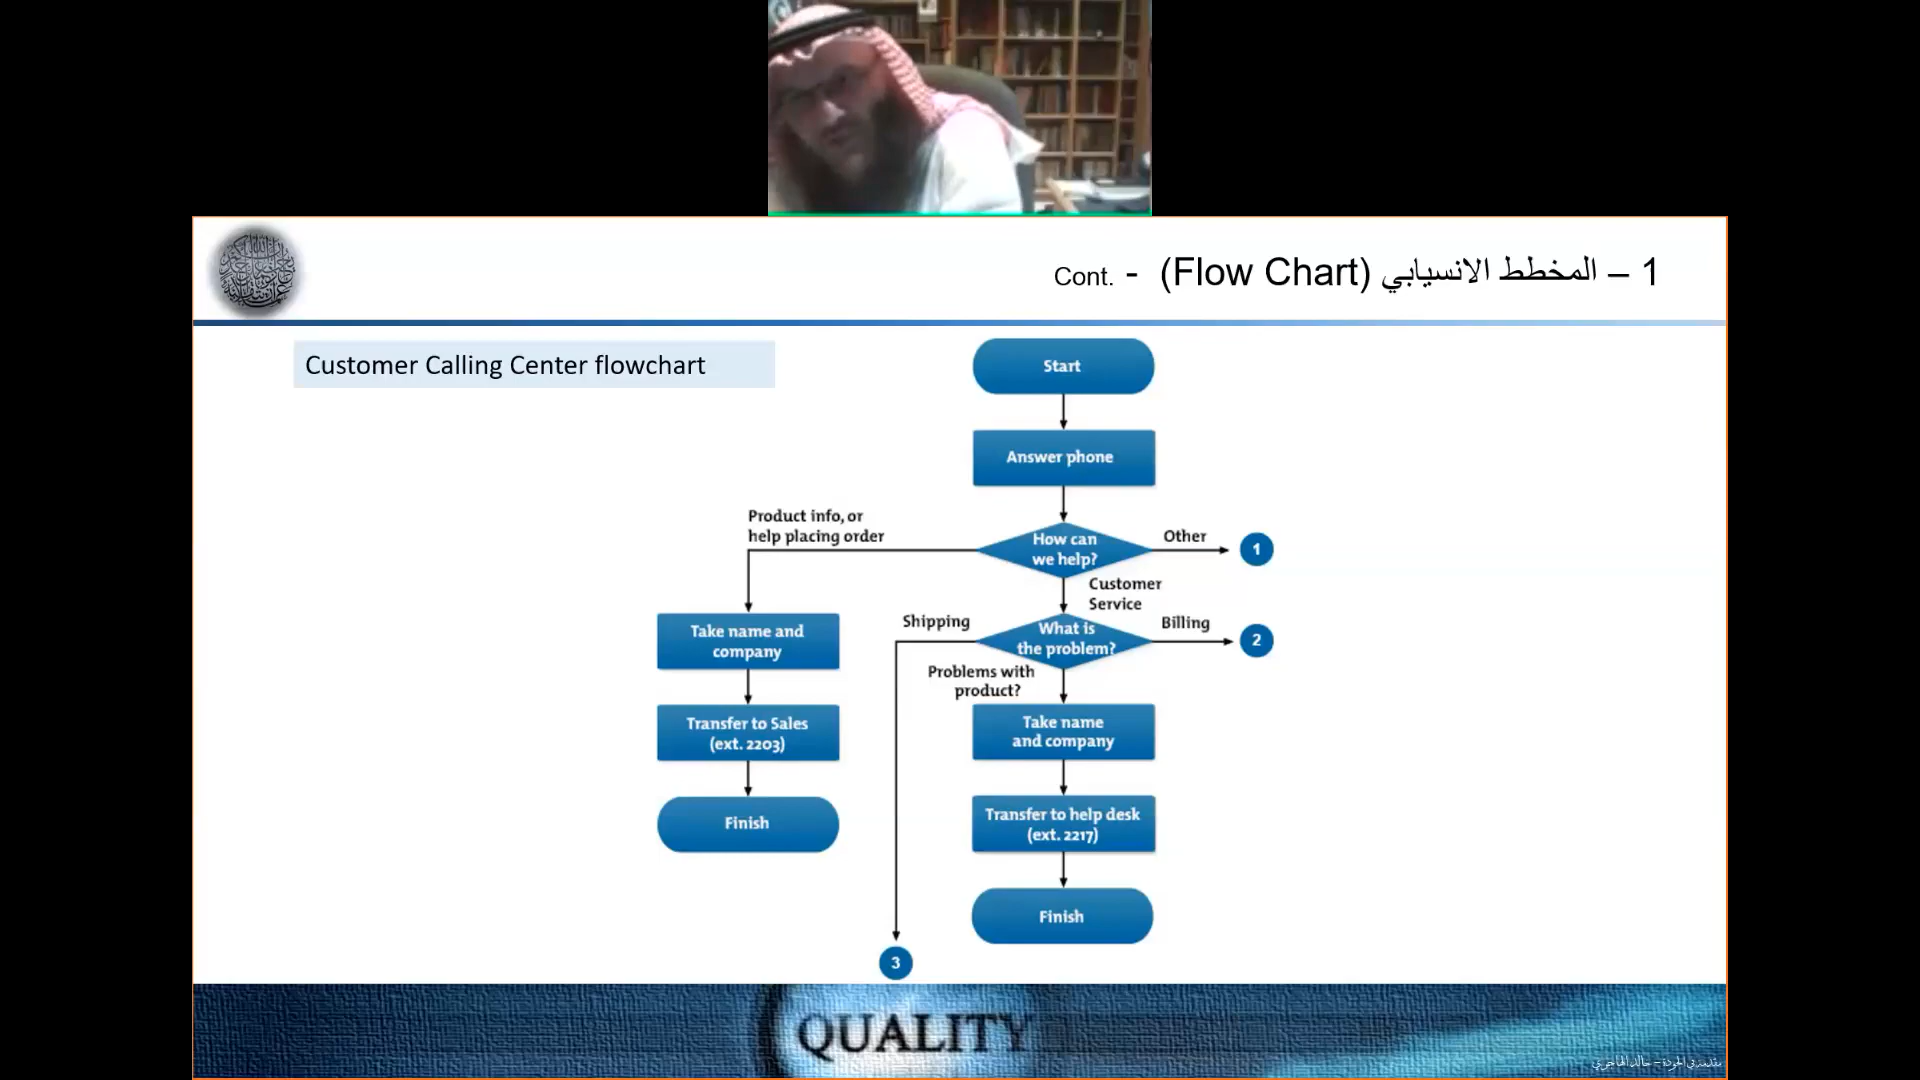 1 – المخطط الانسيابي (Flow Chart) - Cont.
Customer Calling Center flowchart
Start
Answer phone
Product info, or
help placing order
How can
we help?
Other
1
Customer
Service
Shipping
What is
the problem?
Billing
2
Problems with
product?
Take name and
company
Transfer to Sales
(ext. 2203)
Finish
Take name
and company
Transfer to help desk
(ext. 2217)
Finish
3
QUALITY